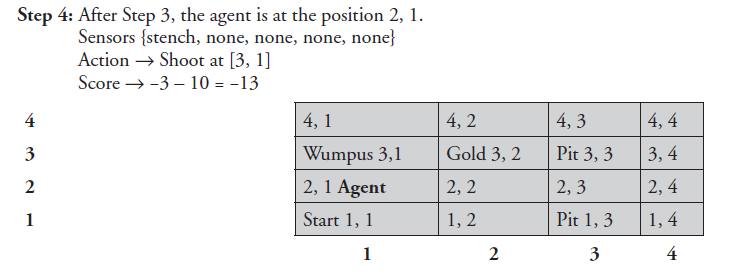 Step 4: After Step 3, the agent is at the position 2, 1.
Sensors {stench, none, none, none, none}
Action → Shoot at [3, 1]
Score → –3 – 10 = –13
4 4, 1 4, 2 4, 3 4, 4
3 Wumpus 3,1 Gold 3, 2 Pit 3, 3 3, 4
2 2, 1 Agent 2, 2 2, 3 2, 4
1 Start 1, 1 1, 2 Pit 1, 3 1, 4
1 2 3 4